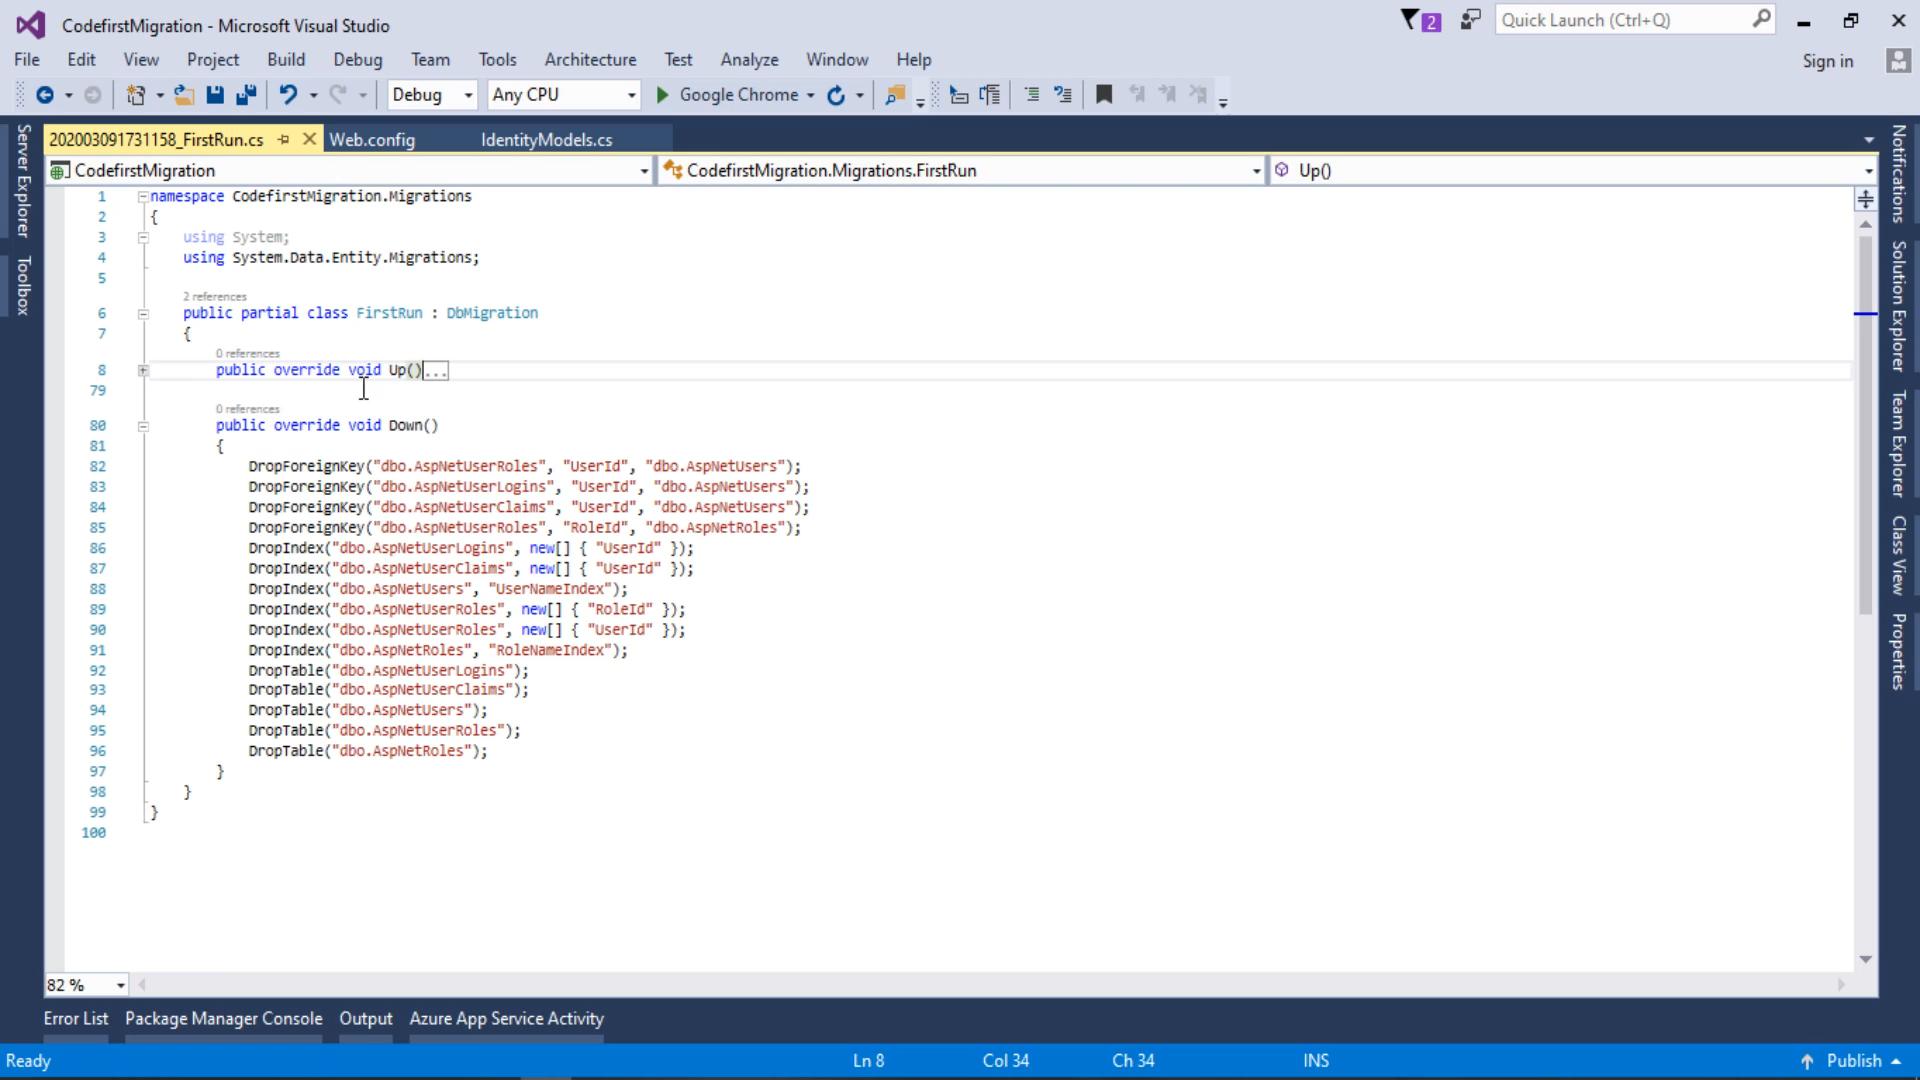 CodefirstMigration - Microsoft Visual Studio
2
Quick Launch (Ctrl+Q)
File Edit View Project Build Debug Team Tools Architecture Test Analyze Window Help
Sign in
Debug Any CPU Google Chrome
202003091731158_FirstRun.cs Web.config IdentityModels.cs
CodefirstMigration CodefirstMigration.Migrations.FirstRun Up()
Server Explorer
Toolbox
Notifications
Solution Explorer
Team Explorer
Class View
Properties
1 namespace CodefirstMigration.Migrations
2 {
3 using System;
4 using System.Data.Entity.Migrations;
5
2 references
6 public partial class FirstRun : DbMigration
7 {
0 references
8 public override void Up()...
79
0 references
80 public override void Down()
81 {
82 DropForeignKey("dbo.AspNetUserRoles", "UserId", "dbo.AspNetUsers");
83 DropForeignKey("dbo.AspNetUserLogins", "UserId", "dbo.AspNetUsers");
84 DropForeignKey("dbo.AspNetUserClaims", "UserId", "dbo.AspNetUsers");
85 DropForeignKey("dbo.AspNetUserRoles", "RoleId", "dbo.AspNetRoles");
86 DropIndex("dbo.AspNetUserLogins", new[] { "UserId" });
87 DropIndex("dbo.AspNetUserClaims", new[] { "UserId" });
88 DropIndex("dbo.AspNetUsers", "UserNameIndex");
89 DropIndex("dbo.AspNetUserRoles", new[] { "RoleId" });
90 DropIndex("dbo.AspNetUserRoles", new[] { "UserId" });
91 DropIndex("dbo.AspNetRoles", "RoleNameIndex");
92 DropTable("dbo.AspNetUserLogins");
93 DropTable("dbo.AspNetUserClaims");
94 DropTable("dbo.AspNetUsers");
95 DropTable("dbo.AspNetUserRoles");
96 DropTable("dbo.AspNetRoles");
97 }
98 }
99 }
100
82 %
Error List Package Manager Console Output Azure App Service Activity
Ready Ln 8 Col 34 Ch 34 INS Publish